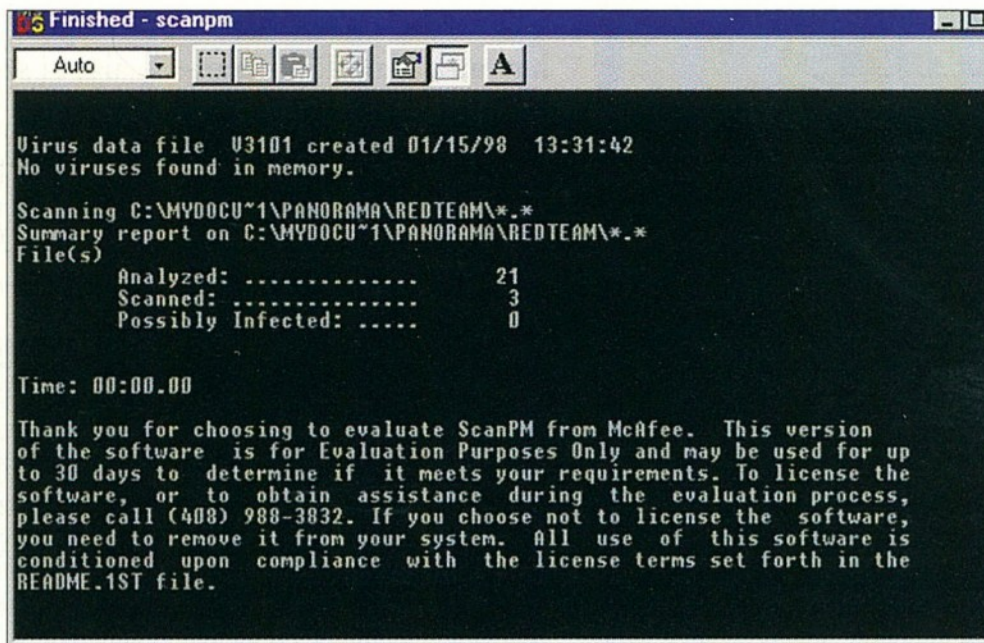 Finished - scanpm
Auto
A
Virus data file  V3101 created 01/15/98  13:31:42
No viruses found in memory.
Scanning C:\MYDOCU~1\PANORAMA\REDTEAM\*.*
Summary report on C:\MYDOCU~1\PANORAMA\REDTEAM\*.*
File(s)
Analyzed: .............. 21
Scanned: ............... 3
Possibly Infected: ..... 0
Time: 00:00.00
Thank you for choosing to evaluate ScanPM from McAfee.  This version
of the software  is for Evaluation Purposes Only and may be used for up
to 30 days to  determine if  it meets your requirements. To license the
software,  or  to  obtain  assistance  during  the  evaluation process,
please call (408) 988-3832. If you choose not to license the  software,
you need to remove it from your system.  All  use  of  this software is
conditioned  upon  compliance  with  the license terms set forth in the
README.1ST file.